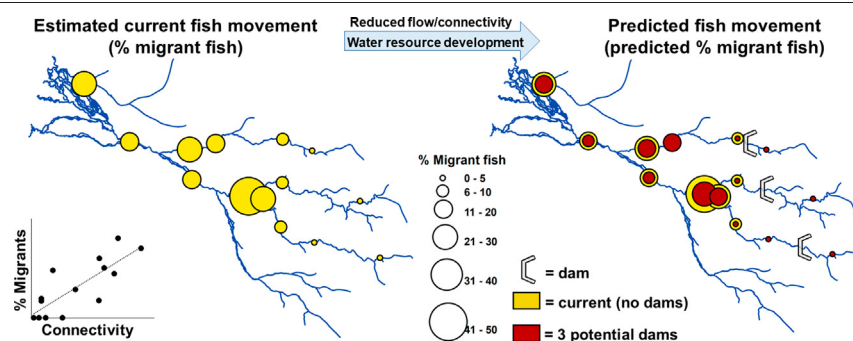 Estimated current fish movement
(% migrant fish)
Reduced flow/connectivity
Water resource development
Predicted fish movement
(predicted % migrant fish)
% Migrant fish
0 - 5
6 - 10
11 - 20
21 - 30
31 - 40
41 - 50
% Migrants
Connectivity
= dam
= current (no dams)
= 3 potential dams